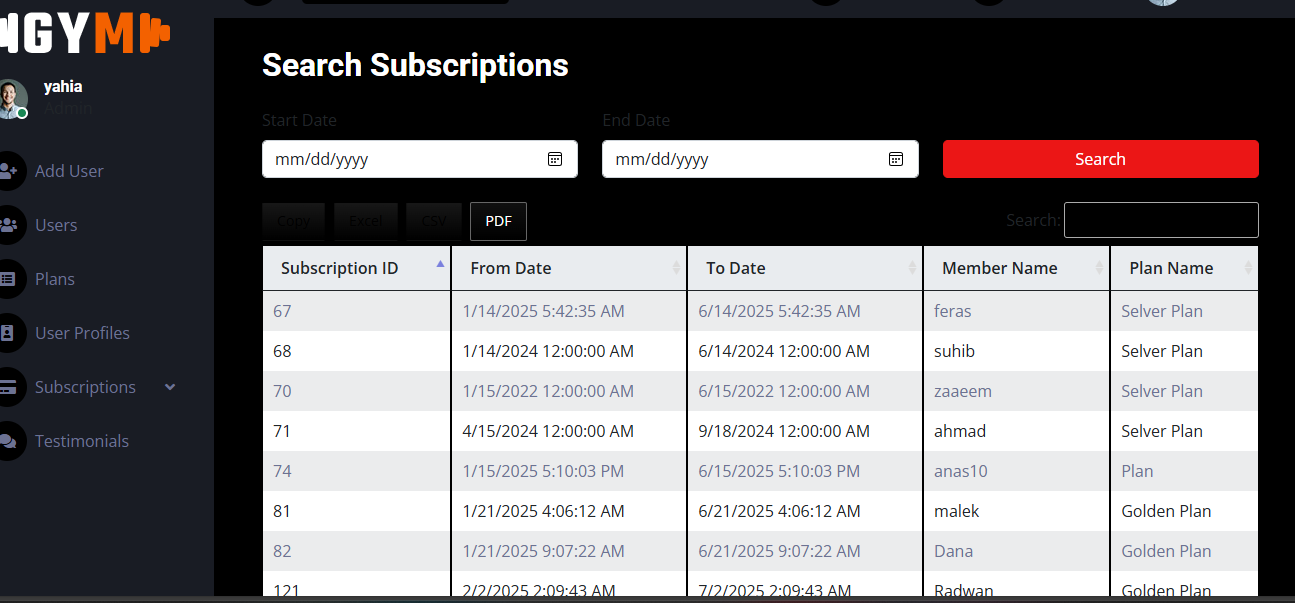 GYM
yahia
Admin
Add User
Users
Plans
User Profiles
Subscriptions
Testimonials
Search Subscriptions
Start Date End Date
mm/dd/yyyy mm/dd/yyyy Search
Copy Excel CSV PDF Search:
Subscription ID From Date To Date Member Name Plan Name
67 1/14/2025 5:42:35 AM 6/14/2025 5:42:35 AM feras Selver Plan
68 1/14/2024 12:00:00 AM 6/14/2024 12:00:00 AM suhib Selver Plan
70 1/15/2022 12:00:00 AM 6/15/2022 12:00:00 AM zaaeem Selver Plan
71 4/15/2024 12:00:00 AM 9/18/2024 12:00:00 AM ahmad Selver Plan
74 1/15/2025 5:10:03 PM 6/15/2025 5:10:03 PM anas10 Plan
81 1/21/2025 4:06:12 AM 6/21/2025 4:06:12 AM malek Golden Plan
82 1/21/2025 9:07:22 AM 6/21/2025 9:07:22 AM Dana Golden Plan
121 2/2/2025 2:09:43 AM 7/2/2025 2:09:43 AM Radwan Golden Plan